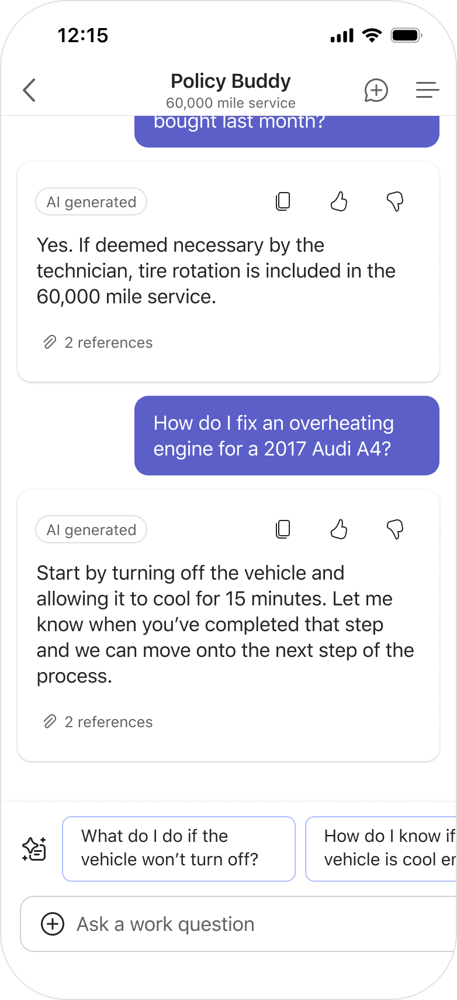 12:15
Policy Buddy
60,000 mile service
bought last month?
AI generated
Yes. If deemed necessary by the
technician, tire rotation is included in the
60,000 mile service.
2 references
How do I fix an overheating
engine for a 2017 Audi A4?
AI generated
Start by turning off the vehicle and
allowing it to cool for 15 minutes. Let me
know when you’ve completed that step
and we can move onto the next step of the
process.
2 references
What do I do if the
vehicle won’t turn off?
How do I know if
vehicle is cool
Ask a work question